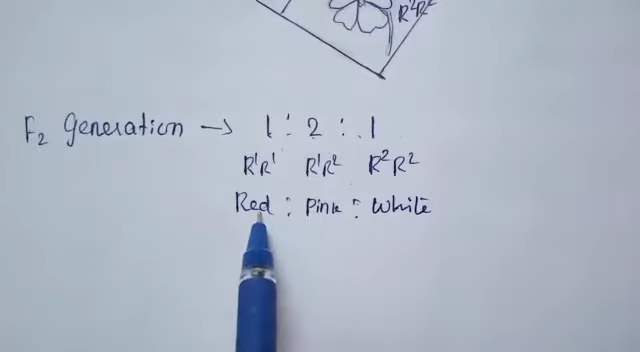 R²R²
F₂ Generation → 1 : 2 : 1
R¹R¹ R¹R² R²R²
Red : Pink : White